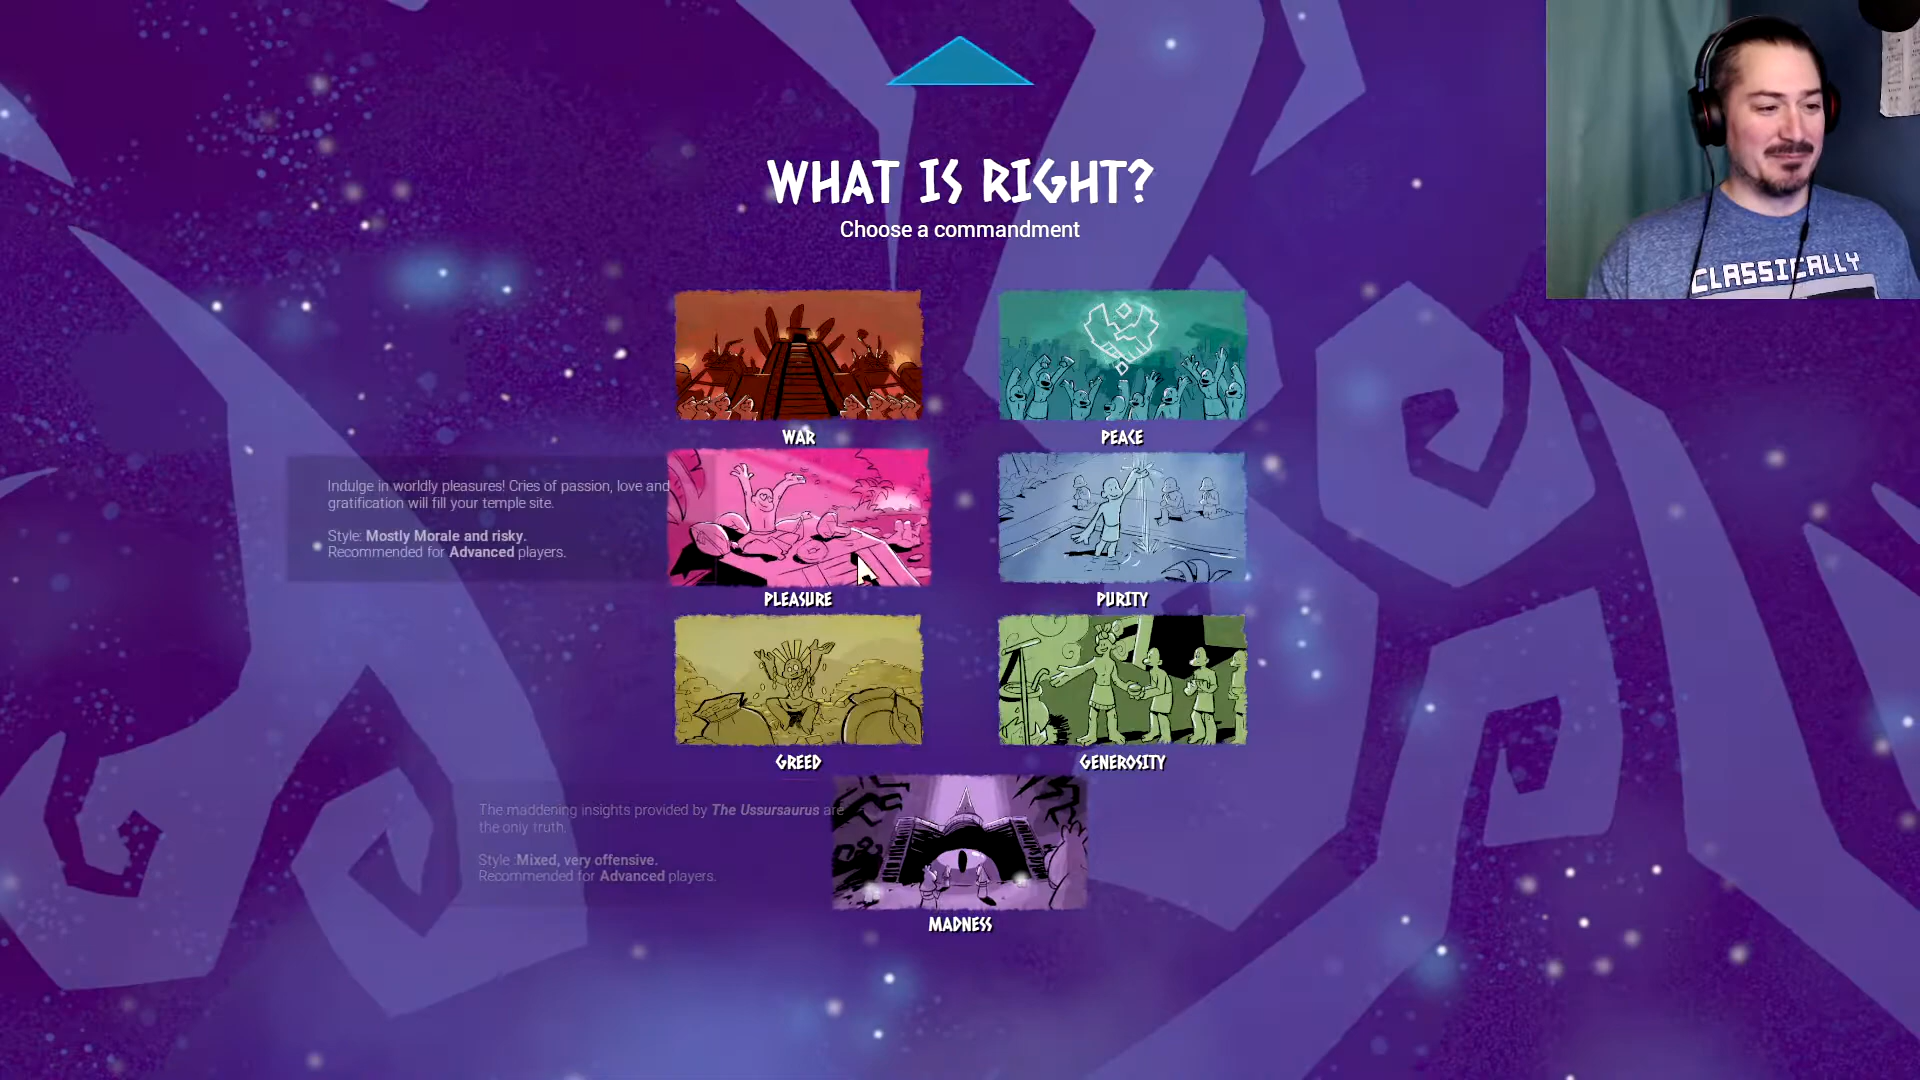 WHAT IS RIGHT?
Choose a commandment
CLASSICALLY
WAR
PEACE
Indulge in worldly pleasures! Cries of passion, love and
gratification will fill your temple site.
Style: Mostly Morale and risky.
Recommended for Advanced players.
PLEASURE
PURITY
GREED
GENEROSITY
The maddening insights provided by The Ussursaurus are
the only truth.
Style :Mixed, very offensive.
Recommended for Advanced players.
MADNESS